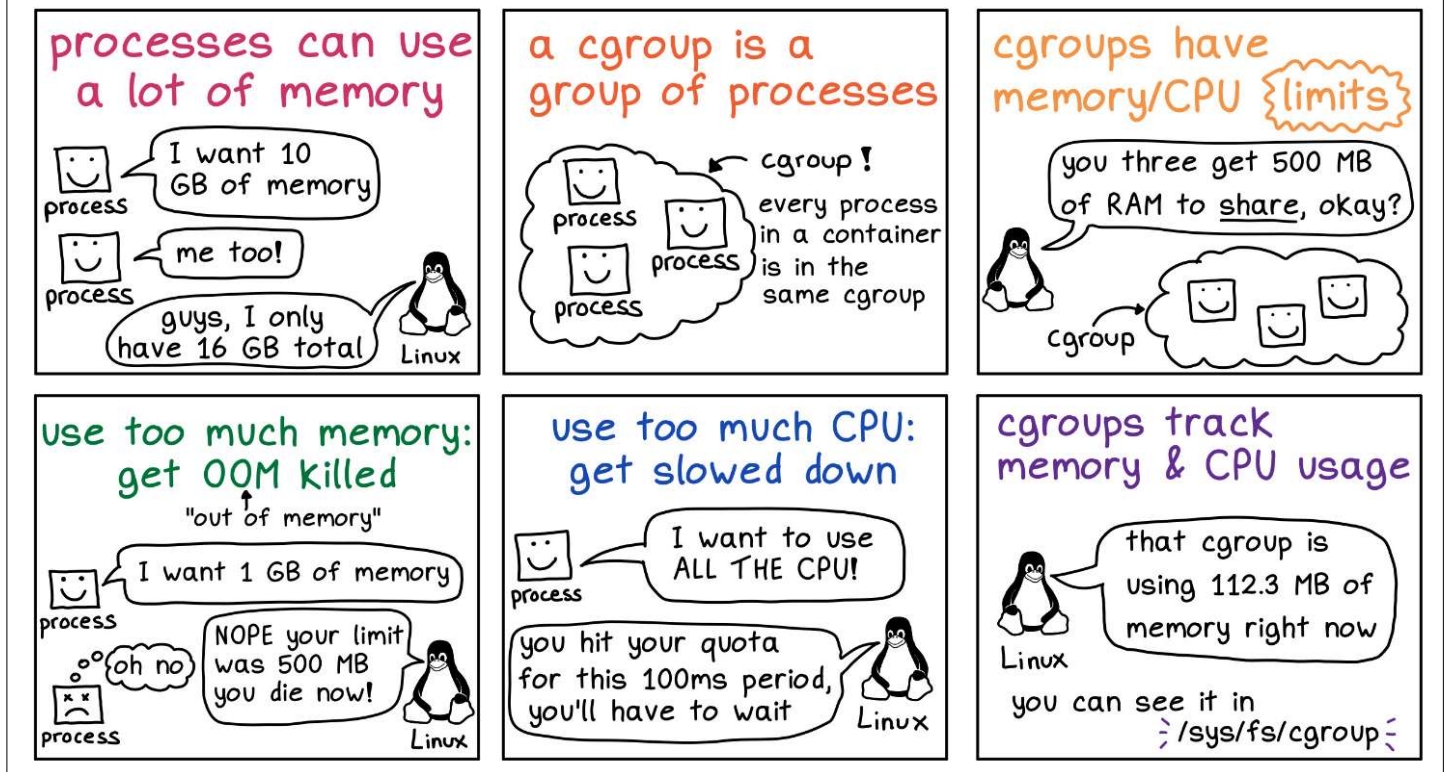 processes can use
a lot of memory
I want 10
GB of memory
process
me too!
process
guys, I only
have 16 GB total
Linux
a cgroup is a
group of processes
cgroup!
process
process
process
every process
in a container
is in the
same cgroup
cgroups have
memory/CPU limits
you three get 500 MB
of RAM to share, okay?
cgroup
use too much memory:
get OOM killed
"out of memory"
I want 1 GB of memory
process
NOPE your limit
was 500 MB
you die now!
oh no
process
Linux
use too much CPU:
get slowed down
I want to use
ALL THE CPU!
process
you hit your quota
for this 100ms period,
you'll have to wait
Linux
cgroups track
memory & CPU usage
that cgroup is
using 112.3 MB of
memory right now
Linux
you can see it in
/sys/fs/cgroup